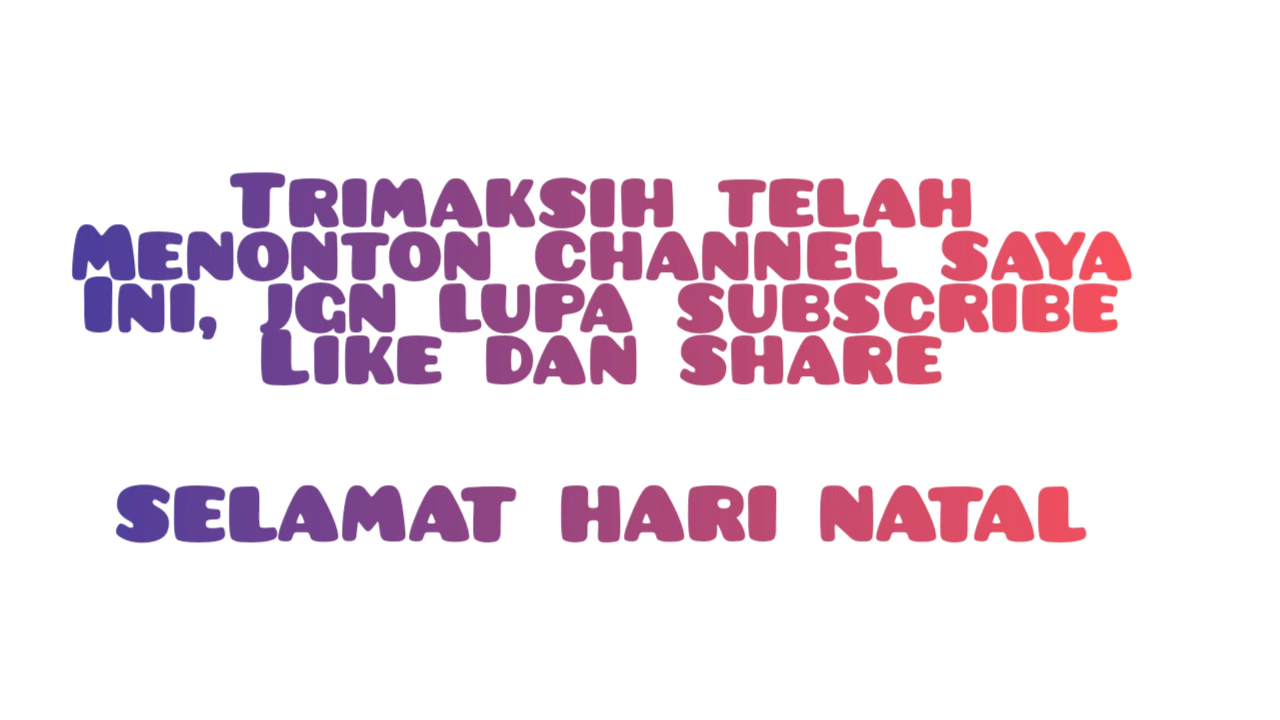 Trimaksih telah
Menonton channel saya
Ini, jgn lupa subscribe
Like dan share
SELAMAT HARI NATAL